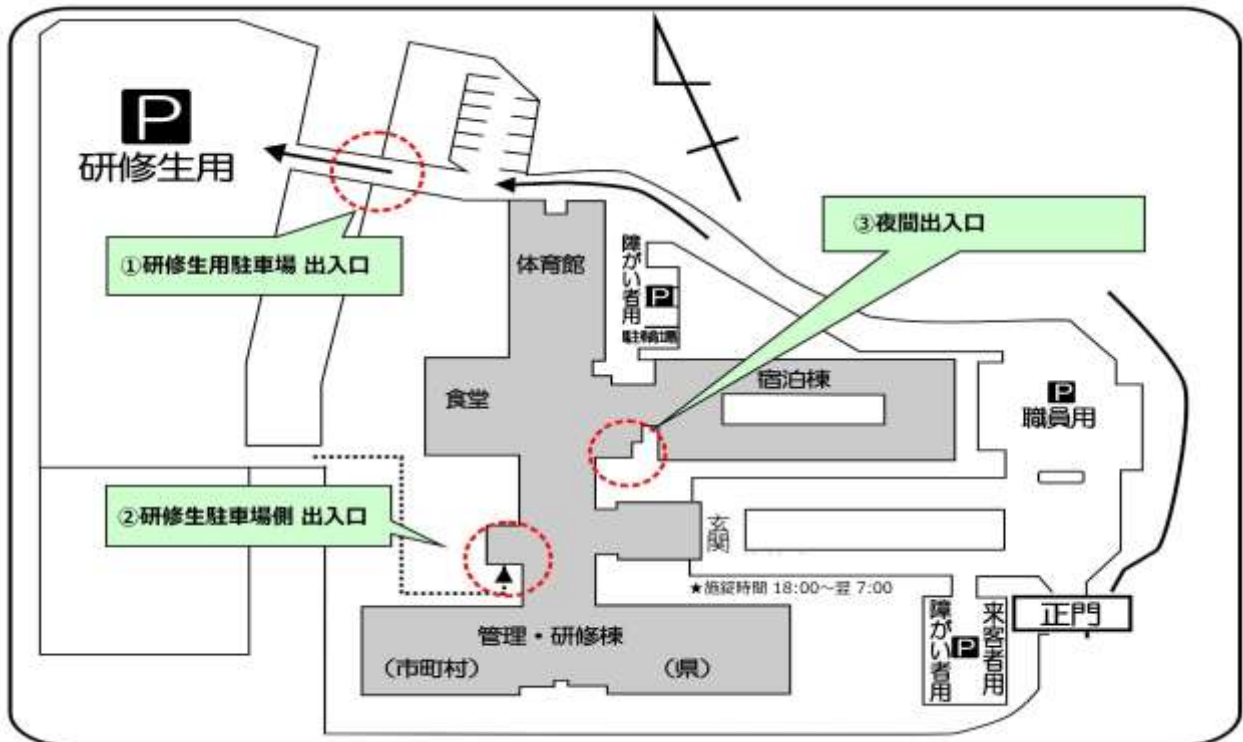 P
研修生用
①研修生用駐車場 出入口
③夜間出入口
体育館
障がい者用
P
駐輪場
食堂
宿泊棟
P
職員用
②研修生駐車場側 出入口
玄関
★施錠時間 18:00~翌 7:00
管理・研修棟
(市町村)
(県)
障がい者用
P
来客者用
正門